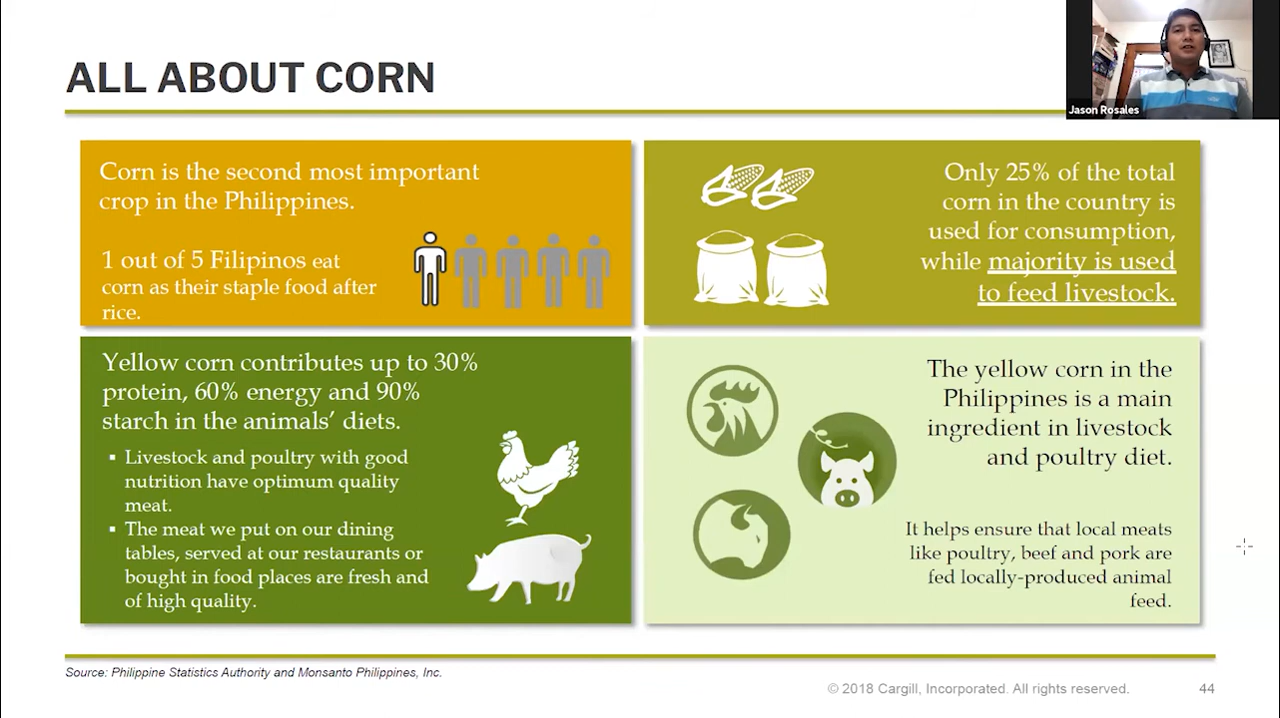 Jason Rosales
ALL ABOUT CORN
Corn is the second most important
crop in the Philippines.
1 out of 5 Filipinos eat
corn as their staple food after
rice.
Only 25% of the total
corn in the country is
used for consumption,
while majority is used
to feed livestock.
Yellow corn contributes up to 30%
protein, 60% energy and 90%
starch in the animals’ diets.
▪ Livestock and poultry with good
nutrition have optimum quality
meat.
▪ The meat we put on our dining
tables, served at our restaurants or
bought in food places are fresh and
of high quality.
The yellow corn in the
Philippines is a main
ingredient in livestock
and poultry diet.
It helps ensure that local meats
like poultry, beef and pork are
fed locally-produced animal
feed.
Source: Philippine Statistics Authority and Monsanto Philippines, Inc.
© 2018 Cargill, Incorporated. All rights reserved.
44